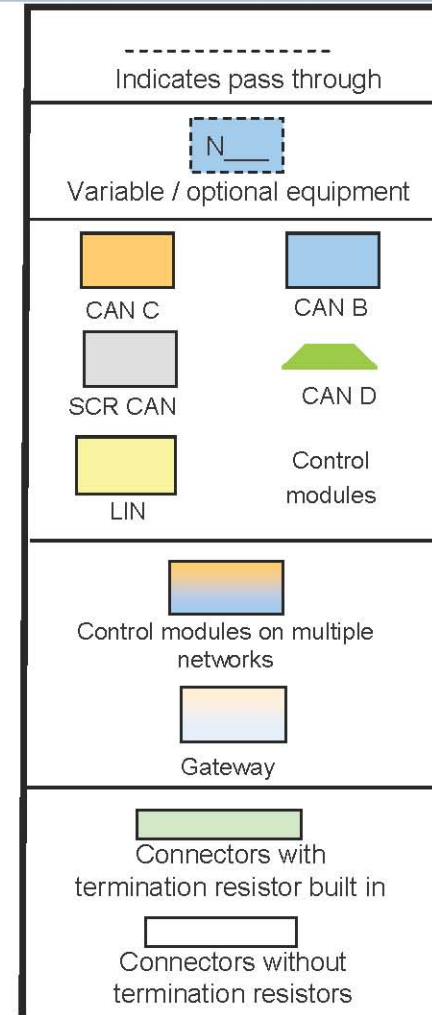 Indicates pass through
N___
Variable / optional equipment
CAN C
CAN B
SCR CAN
CAN D
LIN
Control
modules
Control modules on multiple
networks
Gateway
Connectors with
termination resistor built in
Connectors without
termination resistors